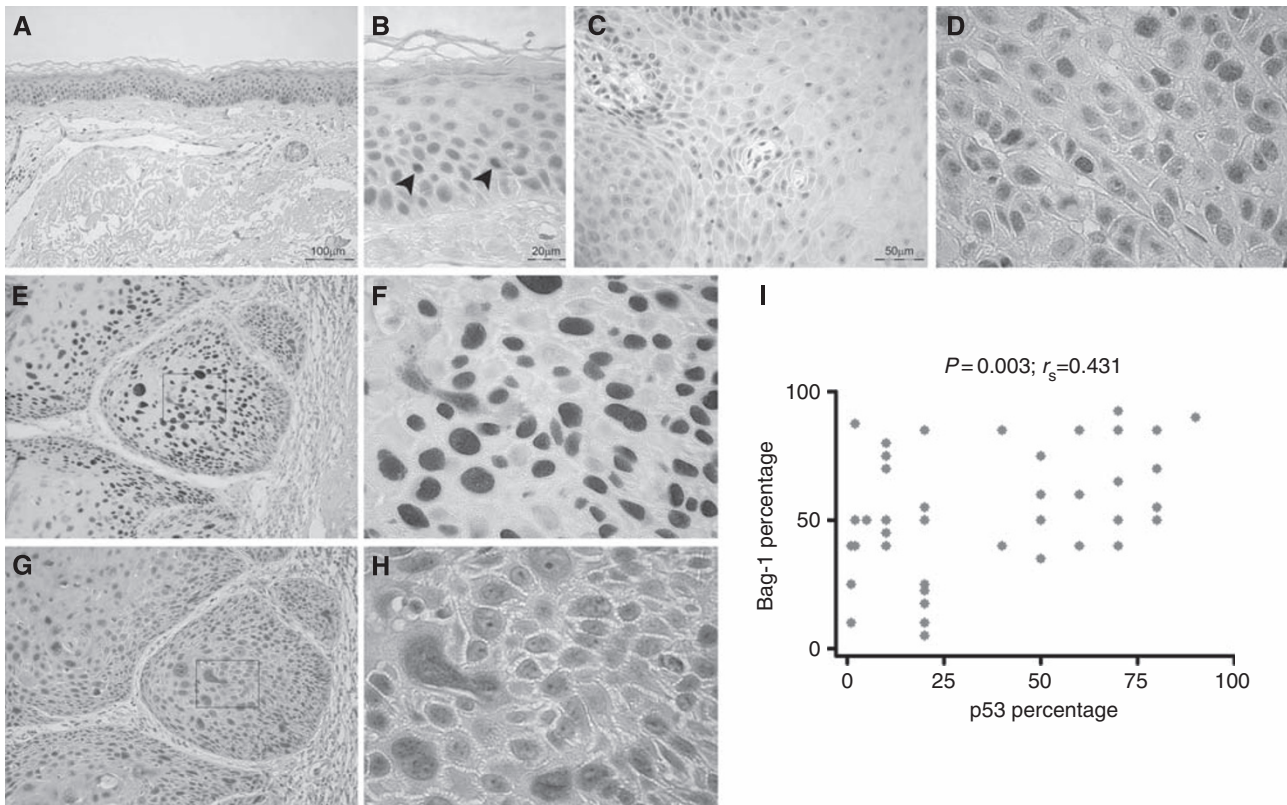 A
B
C
D
100μm
20μm
50μm
E
F
I
P=0.003; rs=0.431
100
50
0
Bag-1 percentage
0 25 50 75 100
p53 percentage
G
H